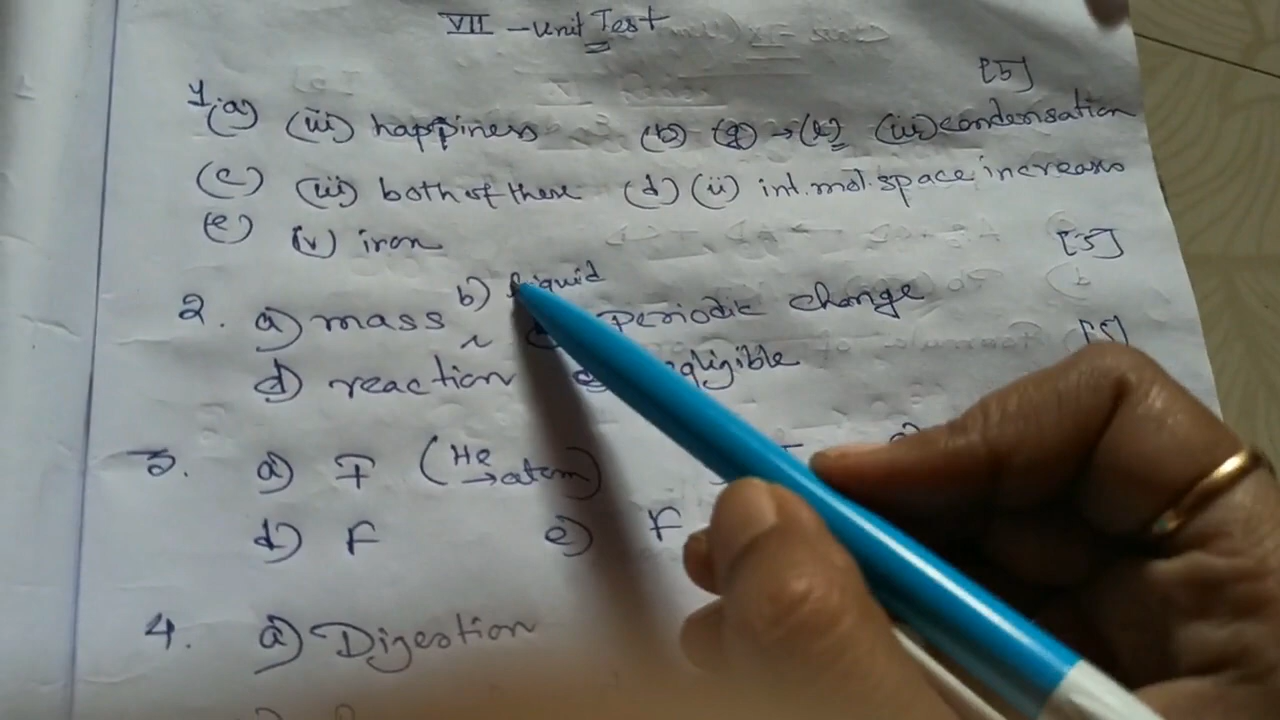 VII - Unit Test
[5]
1. (a) (iii) happiness (b) (g) → (l) (iii) condensation
(c) (iii) both of these (d) (ii) int. mol. space increases
(e) (v) iron
[5]
b) liquid
2. a) mass periodic change
d) reaction
[5]
3. a) F (He → atom)
d) F e) F
4. a) Digestion